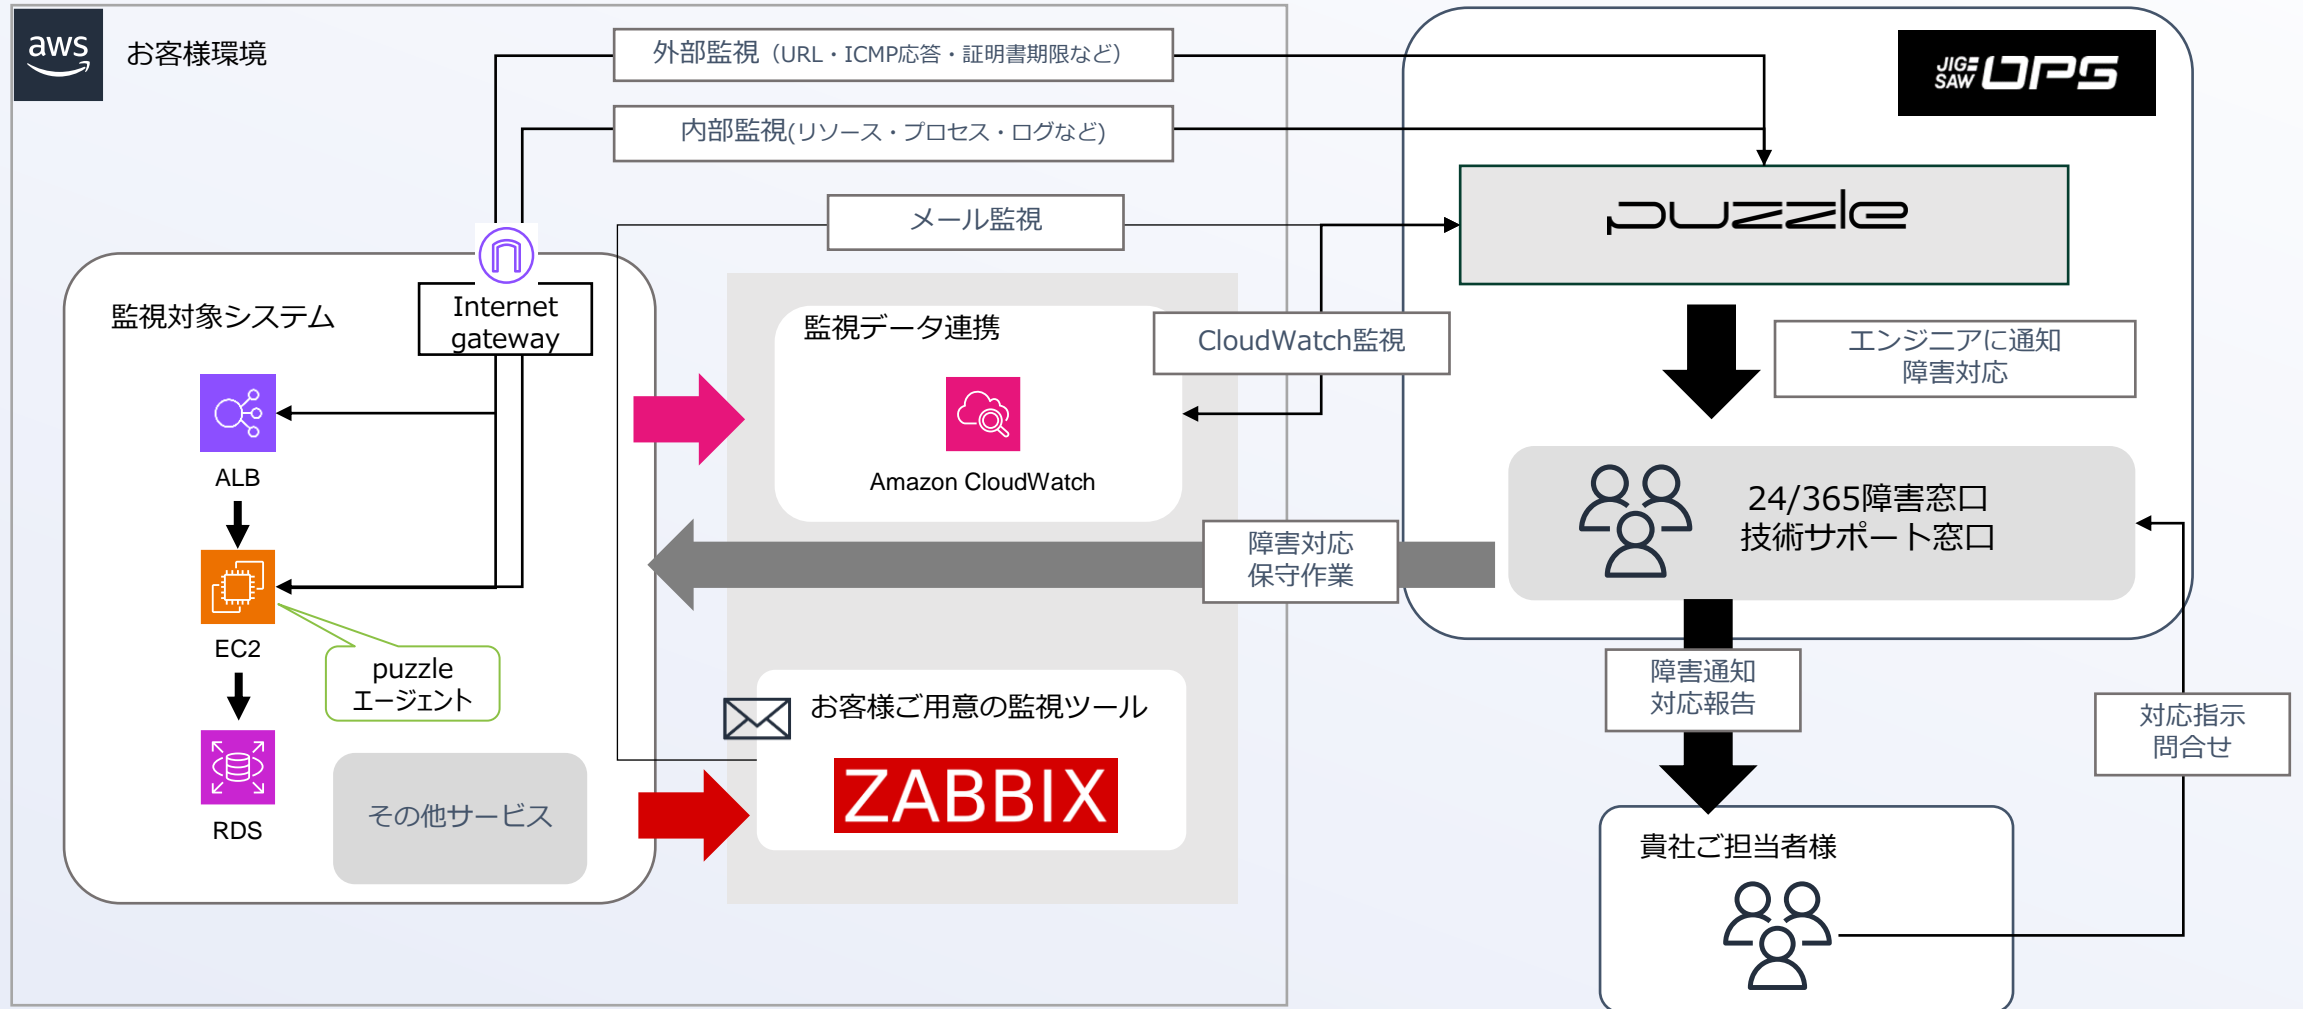 aws
お客様環境
外部監視（URL・ICMP応答・証明書期限など）
内部監視(リソース・プロセス・ログなど)
メール監視
JIG-SAW OPS
puzzle
Internet
gateway
監視対象システム
監視データ連携
CloudWatch監視
エンジニアに通知
障害対応
ALB
Amazon CloudWatch
24/365障害窓口
技術サポート窓口
障害対応
保守作業
EC2
puzzle
エージェント
お客様ご用意の監視ツール
ZABBIX
障害通知
対応報告
対応指示
問合せ
RDS
その他サービス
貴社ご担当者様